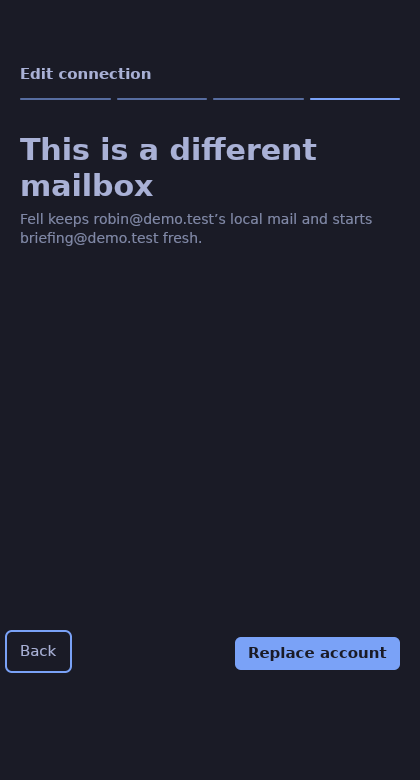 Edit connection
This is a different
mailbox
Fell keeps robin@demo.test’s local mail and starts
briefing@demo.test fresh.
Back
Replace account